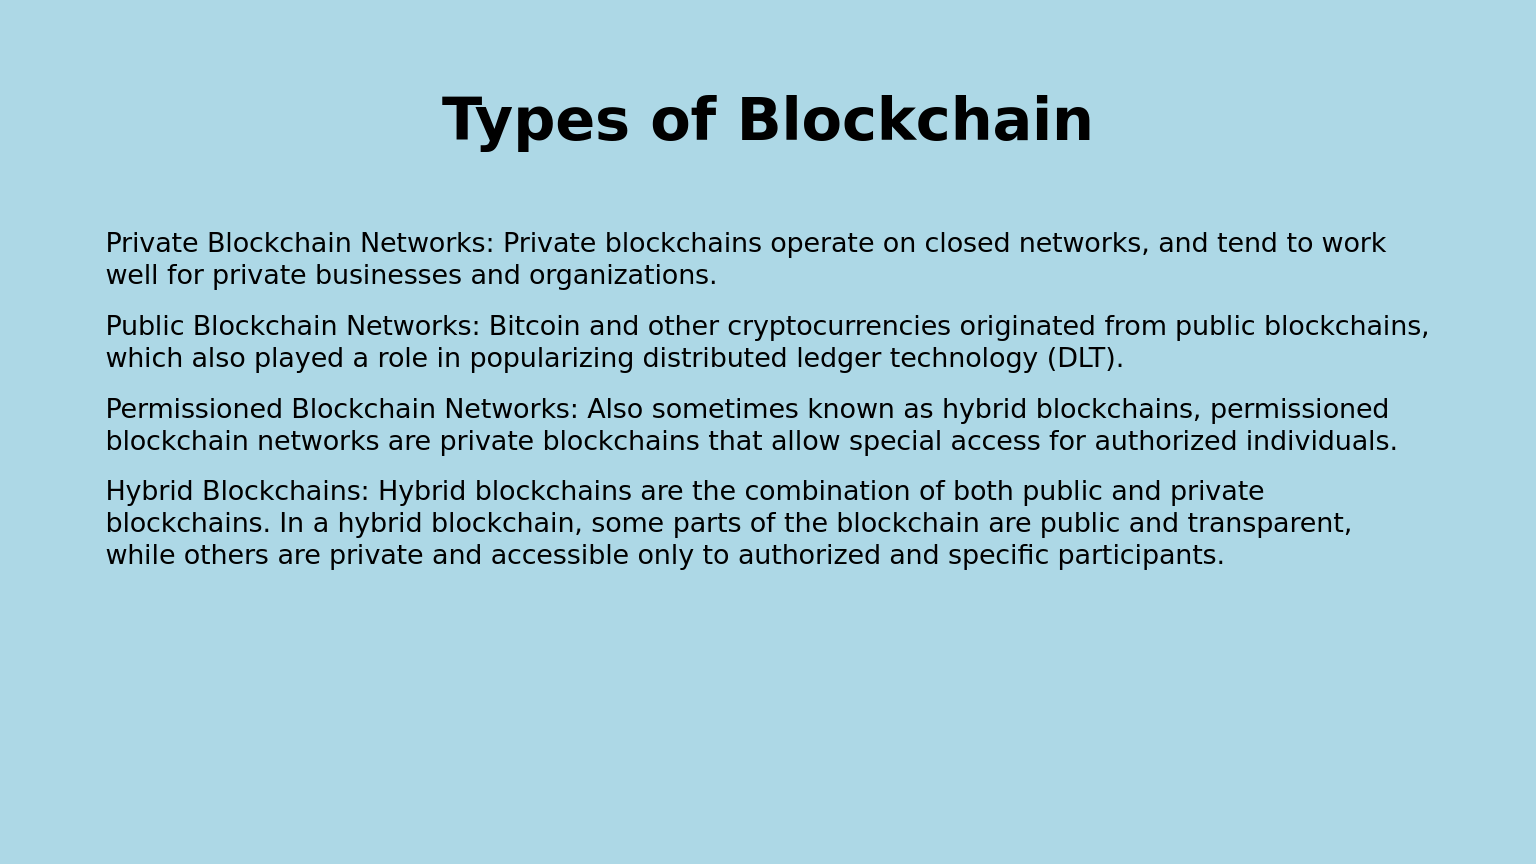 Types of Blockchain
Private Blockchain Networks: Private blockchains operate on closed networks, and tend to work
well for private businesses and organizations.
Public Blockchain Networks: Bitcoin and other cryptocurrencies originated from public blockchains,
which also played a role in popularizing distributed ledger technology (DLT).
Permissioned Blockchain Networks: Also sometimes known as hybrid blockchains, permissioned
blockchain networks are private blockchains that allow special access for authorized individuals.
Hybrid Blockchains: Hybrid blockchains are the combination of both public and private
blockchains. In a hybrid blockchain, some parts of the blockchain are public and transparent,
while others are private and accessible only to authorized and specific participants.